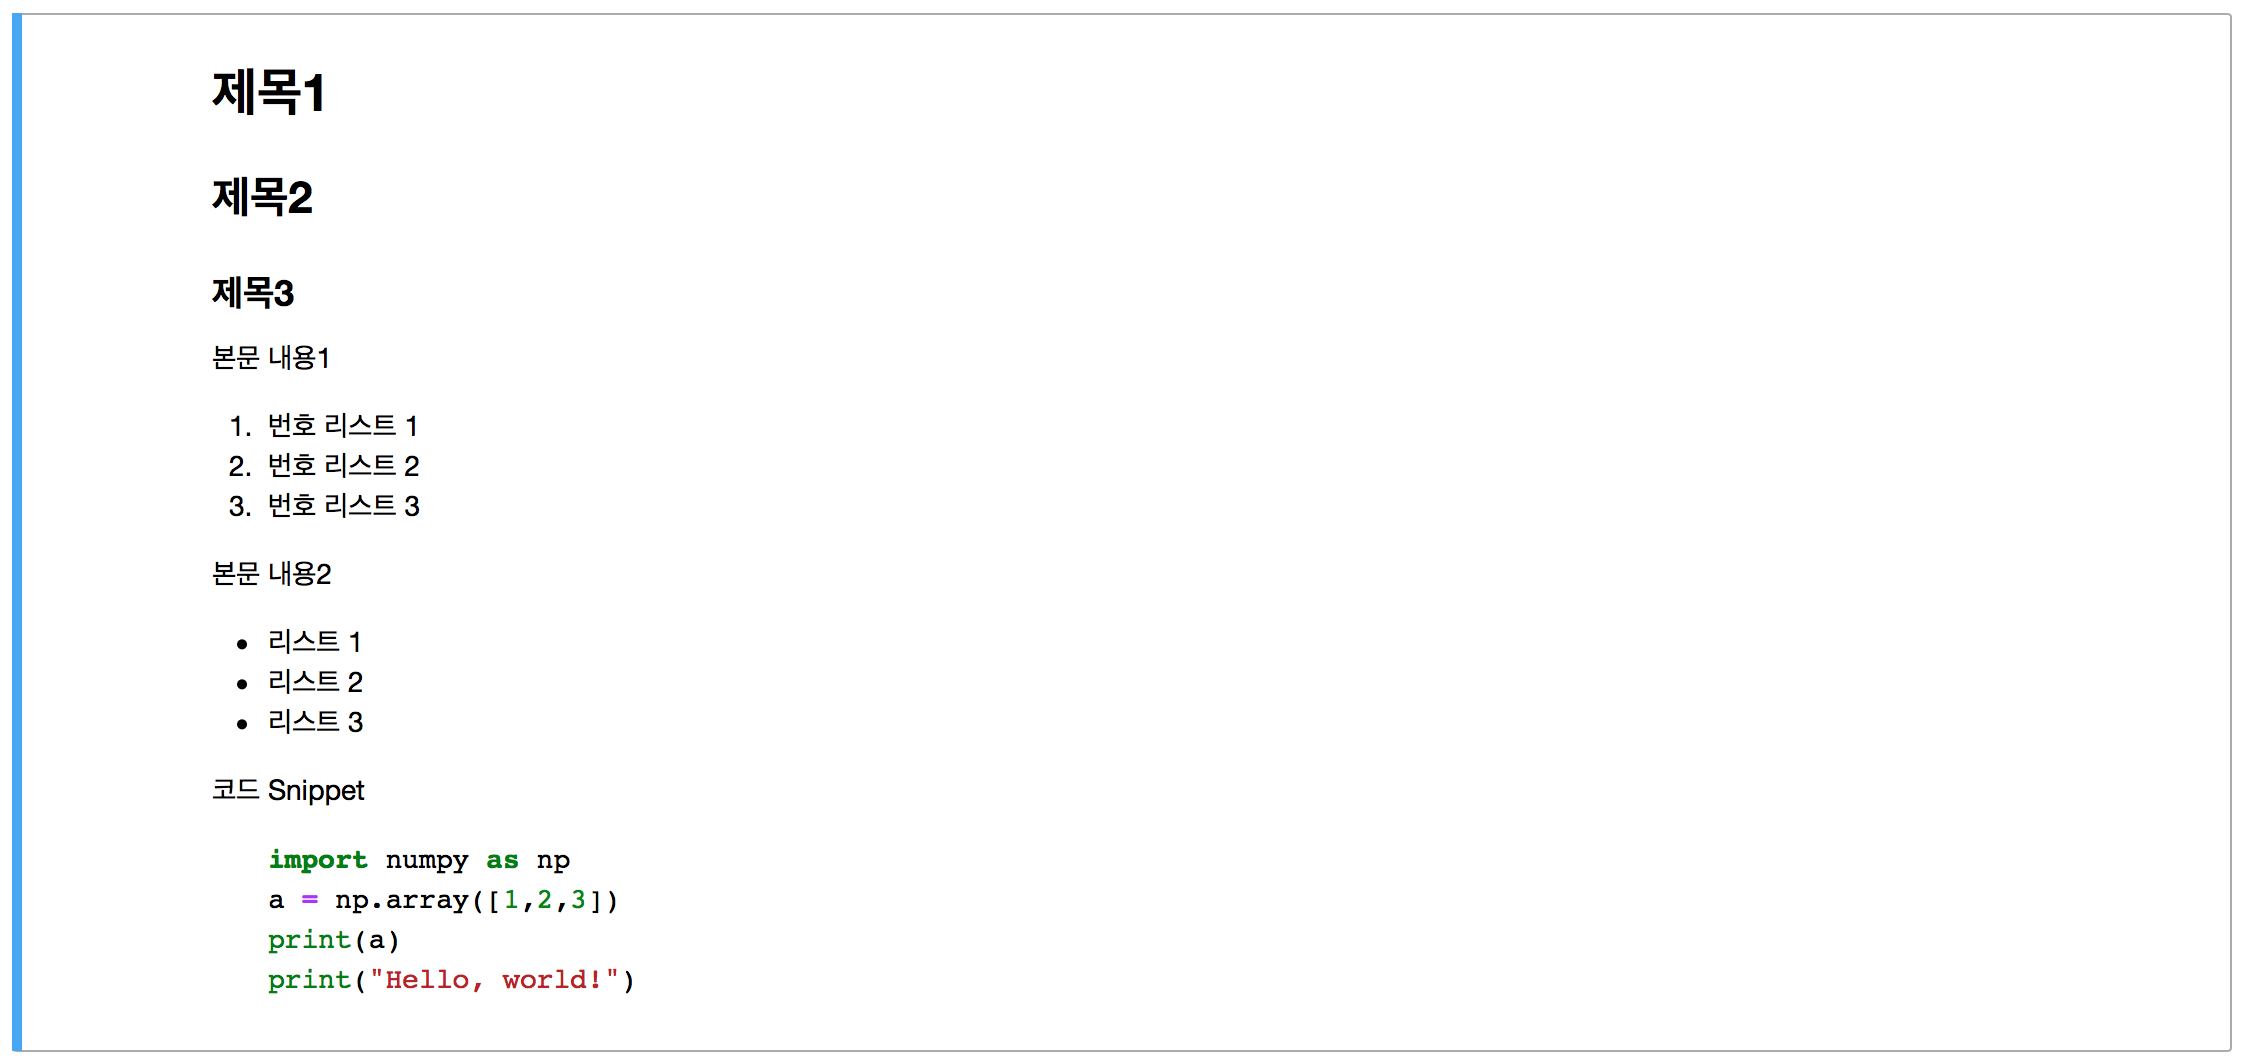 제목1
제목2
제목3
본문 내용1
1. 번호 리스트 1
2. 번호 리스트 2
3. 번호 리스트 3
본문 내용2
• 리스트 1
• 리스트 2
• 리스트 3
코드 Snippet
import numpy as np
a = np.array([1,2,3])
print(a)
print("Hello, world!")